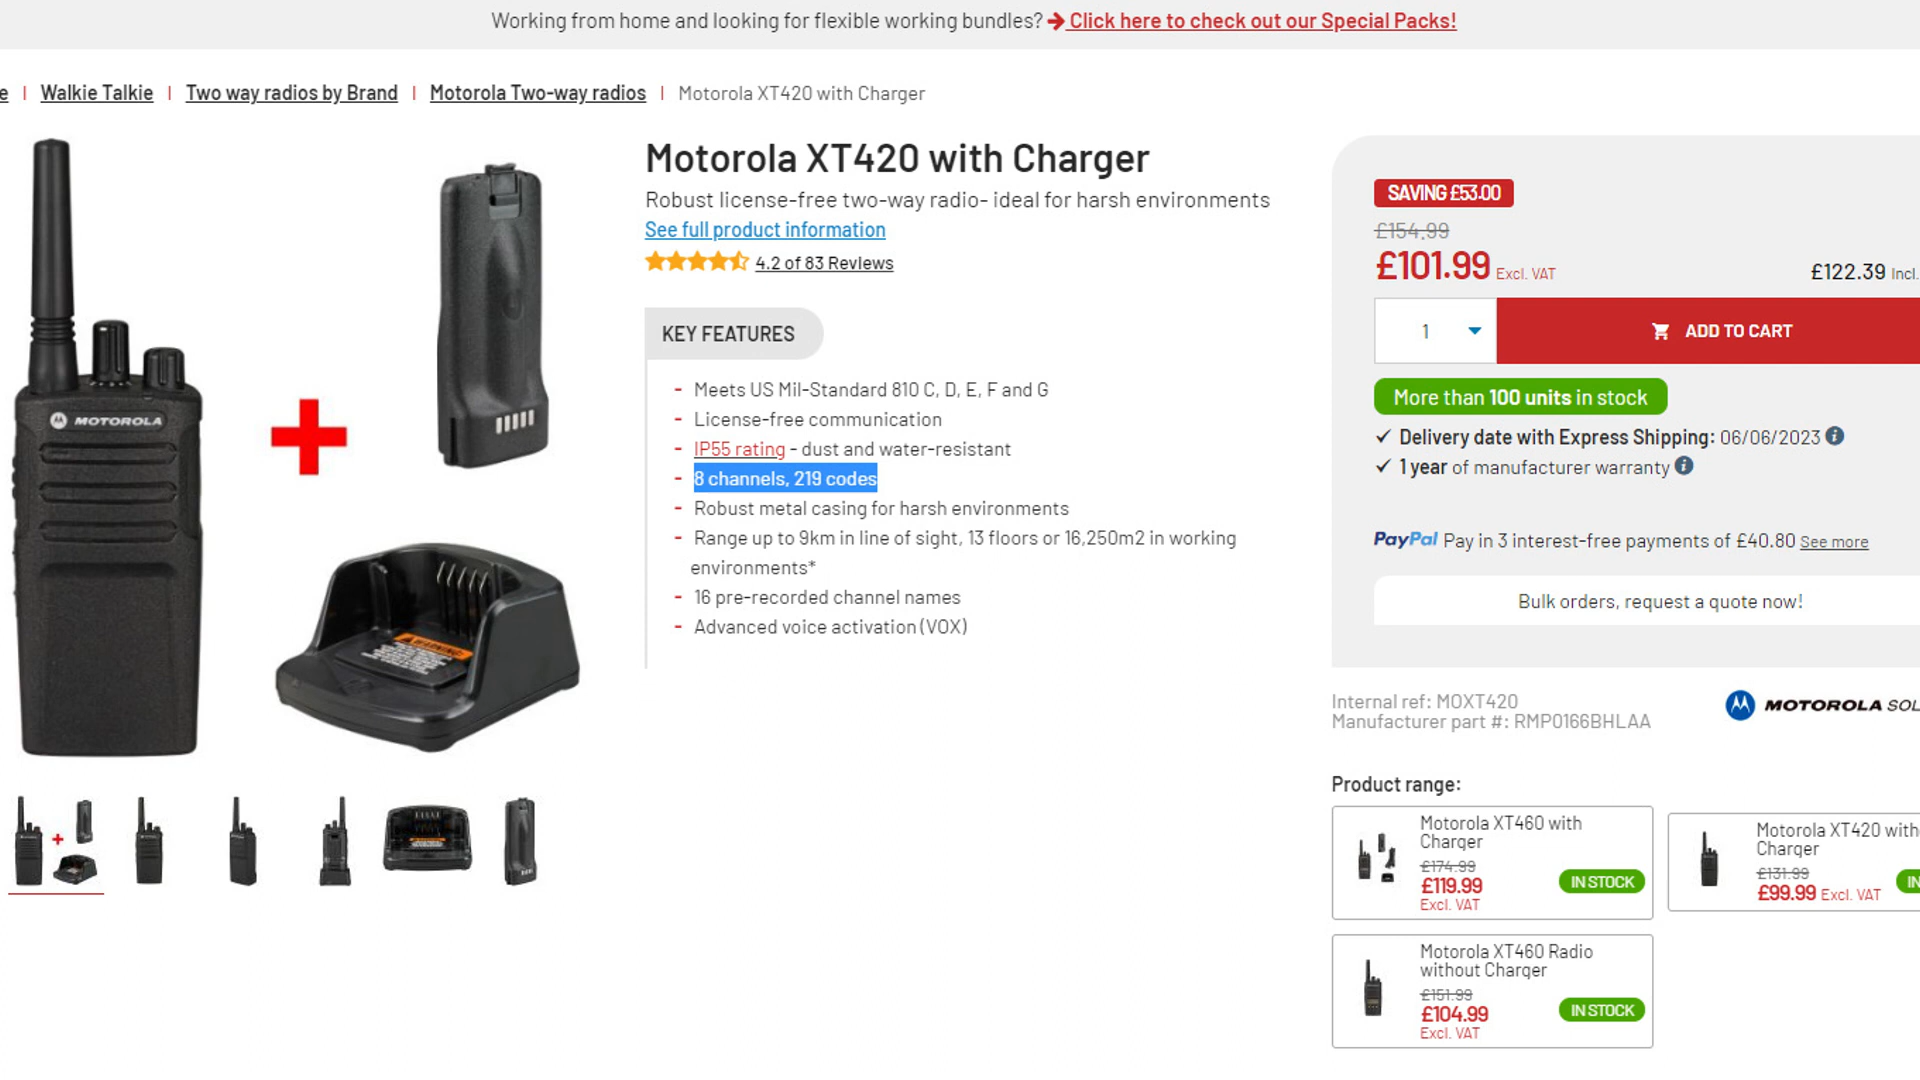 Working from home and looking for flexible working bundles? Click here to check out our Special Packs!
e | Walkie Talkie | Two way radios by Brand | Motorola Two-way radios | Motorola XT420 with Charger
MOTOROLA
WARNING:
Motorola XT420 with Charger
Robust license-free two-way radio- ideal for harsh environments
See full product information
4.2 of 83 Reviews
KEY FEATURES
- Meets US Mil-Standard 810 C, D, E, F and G
- License-free communication
- IP55 rating - dust and water-resistant
- 8 channels, 219 codes
- Robust metal casing for harsh environments
- Range up to 9km in line of sight, 13 floors or 16,250m2 in working
environments*
- 16 pre-recorded channel names
- Advanced voice activation (VOX)
SAVING £53.00
£154.99
£101.99 Excl. VAT
£122.39 Incl.
1
ADD TO CART
More than 100 units in stock
Delivery date with Express Shipping: 06/06/2023
1 year of manufacturer warranty
PayPal Pay in 3 interest-free payments of £40.80 See more
Bulk orders, request a quote now!
Internal ref: MOXT420
Manufacturer part #: RMP0166BHLAA
MOTOROLA SOL
Product range:
Motorola XT460 with
Charger
£174.99
£119.99
Excl. VAT
IN STOCK
Motorola XT420 with
Charger
£131.99
£99.99 Excl. VAT
IN
Motorola XT460 Radio
without Charger
£151.99
£104.99
Excl. VAT
IN STOCK